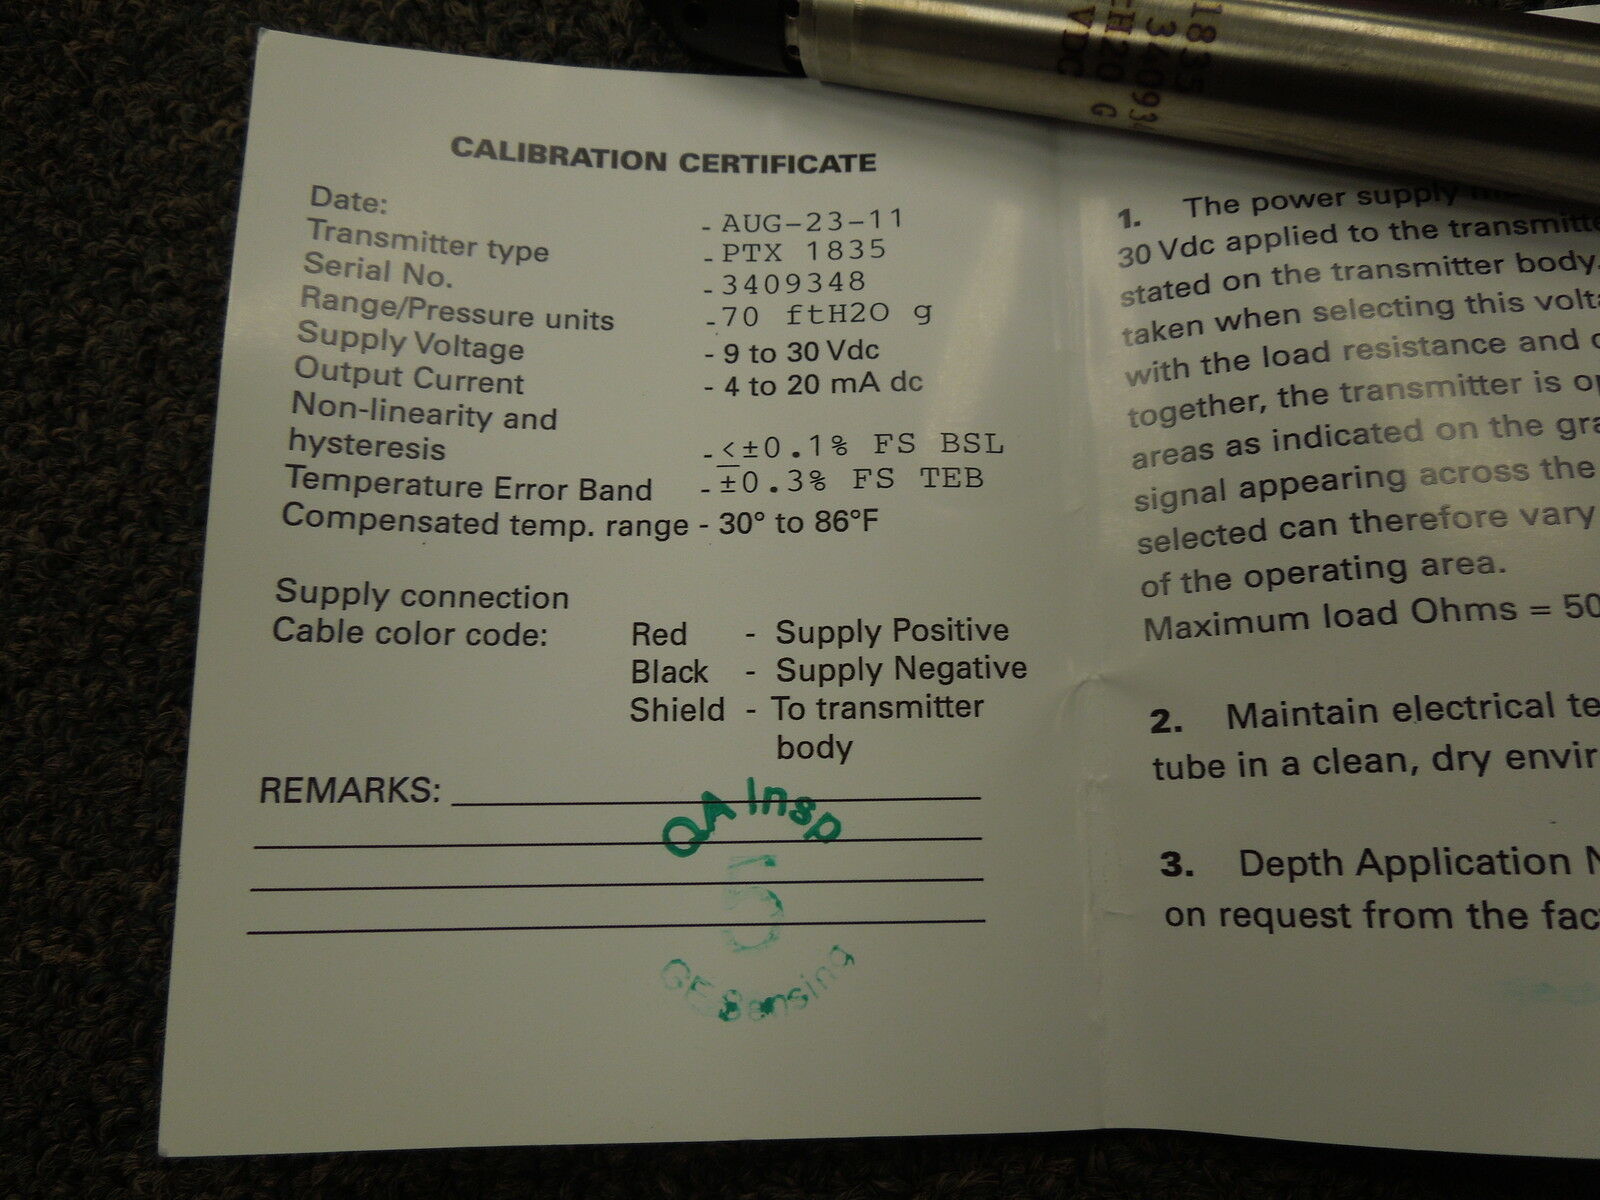 1835
34093
H2O G
VDC
CALIBRATION CERTIFICATE
Date: - AUG-23-11
Transmitter type - PTX 1835
Serial No. - 3409348
Range/Pressure units - 70 ftH2O g
Supply Voltage - 9 to 30 Vdc
Output Current - 4 to 20 mA dc
Non-linearity and
hysteresis - <±0.1% FS BSL
Temperature Error Band - ±0.3% FS TEB
Compensated temp. range - 30° to 86°F
Supply connection
Cable color code: Red - Supply Positive
Black - Supply Negative
Shield - To transmitter
body
REMARKS:
QA Insp
15
GE Sensing
1. The power supply
30 Vdc applied to the transmitte
stated on the transmitter body.
taken when selecting this volta
with the load resistance and
together, the transmitter is op
areas as indicated on the gra
signal appearing across the
selected can therefore vary
of the operating area.
Maximum load Ohms = 50
2. Maintain electrical te
tube in a clean, dry envir
3. Depth Application N
on request from the fac